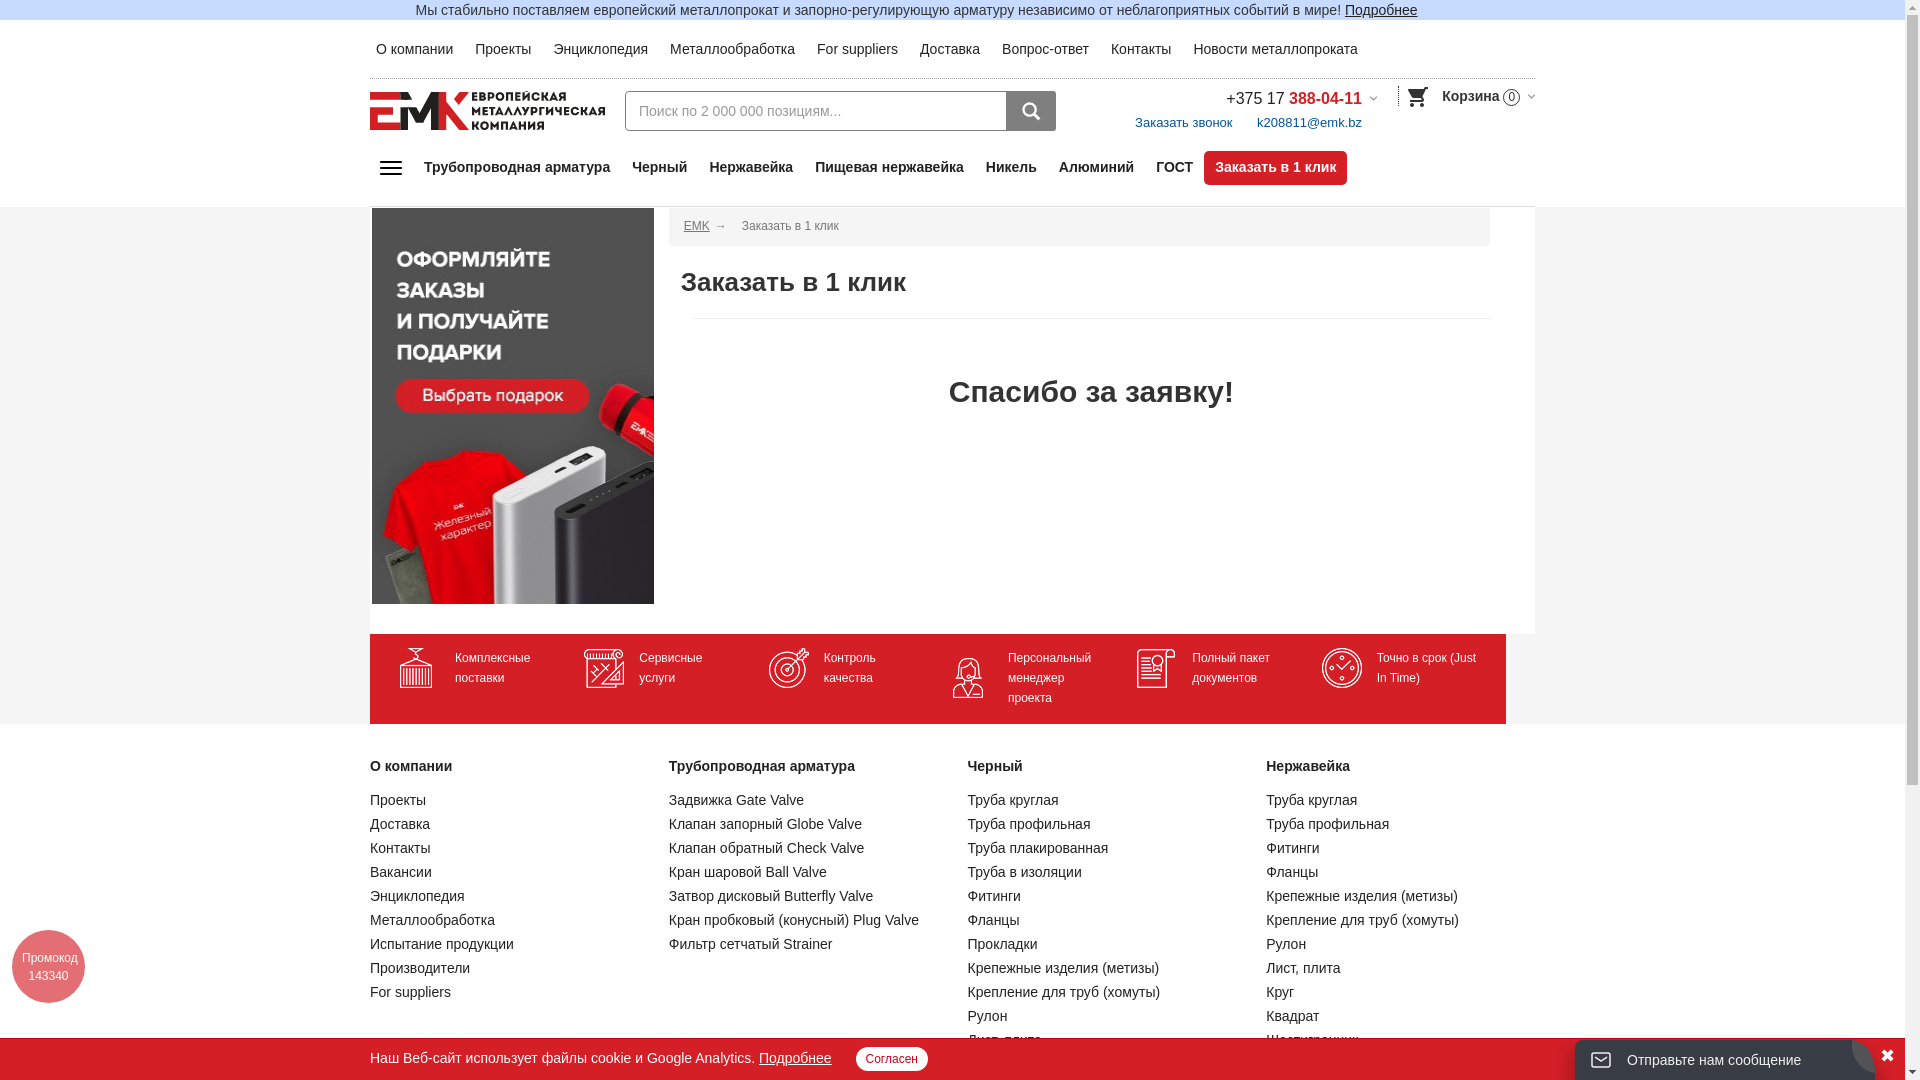 Мы стабильно поставляем европейский металлопрокат и запорно-регулирующую арматуру независимо от неблагоприятных событий в мире! Подробнее
О компании Проекты Энциклопедия Металлообработка For suppliers Доставка Вопрос-ответ Контакты Новости металлопроката
ЕМК ЕВРОПЕЙСКАЯ
МЕТАЛЛУРГИЧЕСКАЯ
КОМПАНИЯ
Поиск по 2 000 000 позициям...
+375 17 388-04-11
Заказать звонок k208811@emk.bz
Корзина 0
Трубопроводная арматура Черный Нержавейка Пищевая нержавейка Никель Алюминий ГОСТ Заказать в 1 клик
ОФОРМЛЯЙТЕ
ЗАКАЗЫ
И ПОЛУЧАЙТЕ
ПОДАРКИ
Выбрать подарок
ЕМК
ЕМК
Железный
характер
EMK → Заказать в 1 клик
Заказать в 1 клик
Спасибо за заявку!
Комплексные
поставки
Сервисные
услуги
Контроль
качества
Персональный
менеджер
проекта
Полный пакет
документов
Точно в срок (Just
In Time)
О компании
Проекты
Доставка
Контакты
Вакансии
Энциклопедия
Металлообработка
Испытание продукции
Производители
For suppliers
Трубопроводная арматура
Задвижка Gate Valve
Клапан запорный Globe Valve
Клапан обратный Check Valve
Кран шаровой Ball Valve
Затвор дисковый Butterfly Valve
Кран пробковый (конусный) Plug Valve
Фильтр сетчатый Strainer
Черный
Труба круглая
Труба профильная
Труба плакированная
Труба в изоляции
Фитинги
Фланцы
Прокладки
Крепежные изделия (метизы)
Крепление для труб (хомуты)
Рулон
Лист, плита
Нержавейка
Труба круглая
Труба профильная
Фитинги
Фланцы
Крепежные изделия (метизы)
Крепление для труб (хомуты)
Рулон
Лист, плита
Круг
Квадрат
Шестигранник
Промокод
143340
Наш Веб-сайт использует файлы cookie и Google Analytics. Подробнее Согласен
Отправьте нам сообщение